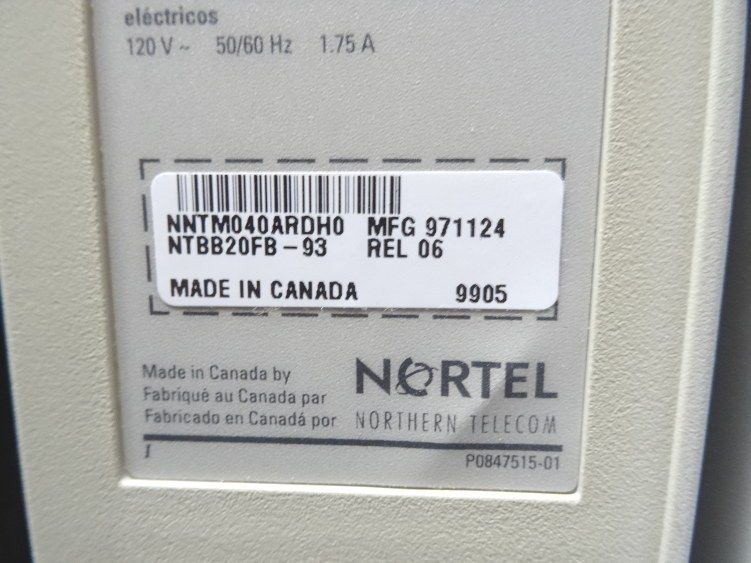 eléctricos
120 V ~ 50/60 Hz 1.75 A
NNTM040ARDH0 MFG 971124
NTBB20FB-93 REL 06
MADE IN CANADA 9905
Made in Canada by
Fabriqué au Canada par
Fabricado en Canadá por
NORTEL
NORTHERN TELECOM
I
P0847515-01